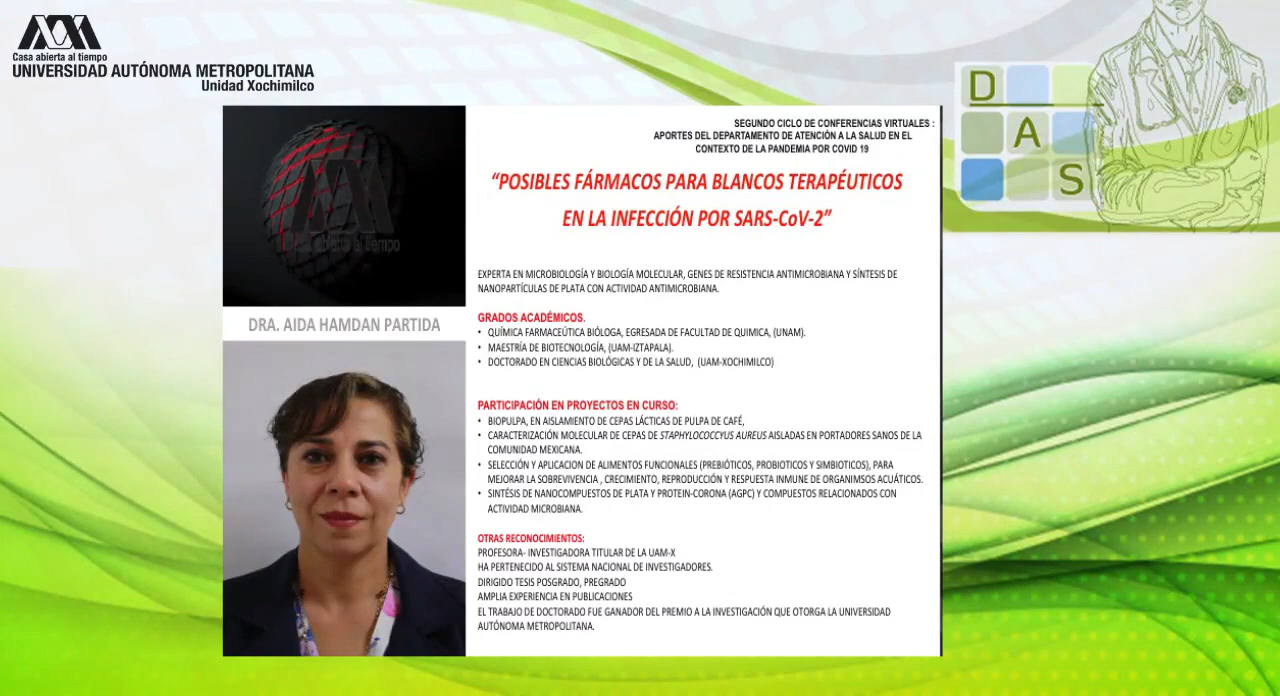 Casa abierta al tiempo
UNIVERSIDAD AUTÓNOMA METROPOLITANA
Unidad Xochimilco
D
A
S
Casa abierta al tiempo
DRA. AIDA HAMDAN PARTIDA
SEGUNDO CICLO DE CONFERENCIAS VIRTUALES :
APORTES DEL DEPARTAMENTO DE ATENCIÓN A LA SALUD EN EL
CONTEXTO DE LA PANDEMIA POR COVID 19
“POSIBLES FÁRMACOS PARA BLANCOS TERAPÉUTICOS
EN LA INFECCIÓN POR SARS-CoV-2”
EXPERTA EN MICROBIOLOGÍA Y BIOLOGÍA MOLECULAR, GENES DE RESISTENCIA ANTIMICROBIANA Y SÍNTESIS DE
NANOPARTÍCULAS DE PLATA CON ACTIVIDAD ANTIMICROBIANA.
GRADOS ACADÉMICOS.
• QUÍMICA FARMACEÚTICA BIÓLOGA, EGRESADA DE FACULTAD DE QUIMICA, (UNAM).
• MAESTRÍA DE BIOTECNOLOGÍA, (UAM-IZTAPALA).
• DOCTORADO EN CIENCIAS BIOLÓGICAS Y DE LA SALUD, (UAM-XOCHIMILCO)
PARTICIPACIÓN EN PROYECTOS EN CURSO:
• BIOPULPA, EN AISLAMIENTO DE CEPAS LÁCTICAS DE PULPA DE CAFÉ,
• CARACTERIZACIÓN MOLECULAR DE CEPAS DE STAPHYLOCOCCYUS AUREUS AISLADAS EN PORTADORES SANOS DE LA
COMUNIDAD MEXICANA.
• SELECCIÓN Y APLICACION DE ALIMENTOS FUNCIONALES (PREBIÓTICOS, PROBIOTICOS Y SIMBIOTICOS), PARA
MEJORAR LA SOBREVIVENCIA , CRECIMIENTO, REPRODUCCIÓN Y RESPUESTA INMUNE DE ORGANIMSOS ACUÁTICOS.
• SINTÉSIS DE NANOCOMPUESTOS DE PLATA Y PROTEIN-CORONA (AGPC) Y COMPUESTOS RELACIONADOS CON
ACTIVIDAD MICROBIANA.
OTRAS RECONOCIMIENTOS:
PROFESORA- INVESTIGADORA TITULAR DE LA UAM-X
HA PERTENECIDO AL SISTEMA NACIONAL DE INVESTIGADORES.
DIRIGIDO TESIS POSGRADO, PREGRADO
AMPLIA EXPERIENCIA EN PUBLICACIONES
EL TRABAJO DE DOCTORADO FUE GANADOR DEL PREMIO A LA INVESTIGACIÓN QUE OTORGA LA UNIVERSIDAD
AUTÓNOMA METROPOLITANA.